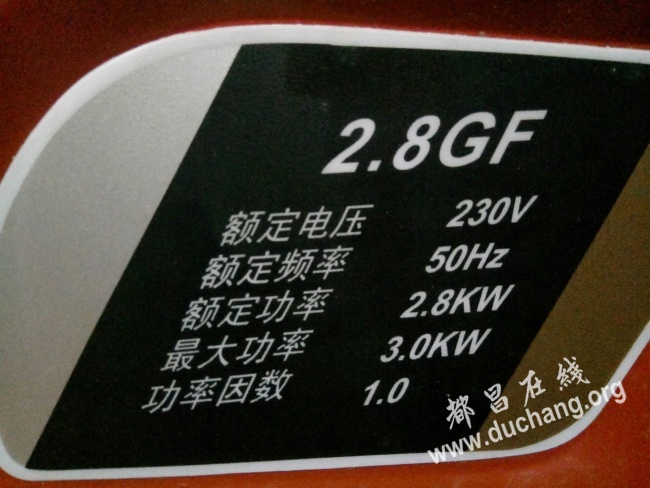 2.8GF
额定电压 230V
额定频率 50Hz
额定功率 2.8KW
最大功率 3.0KW
功率因数 1.0
都昌在線
www.duchang.org